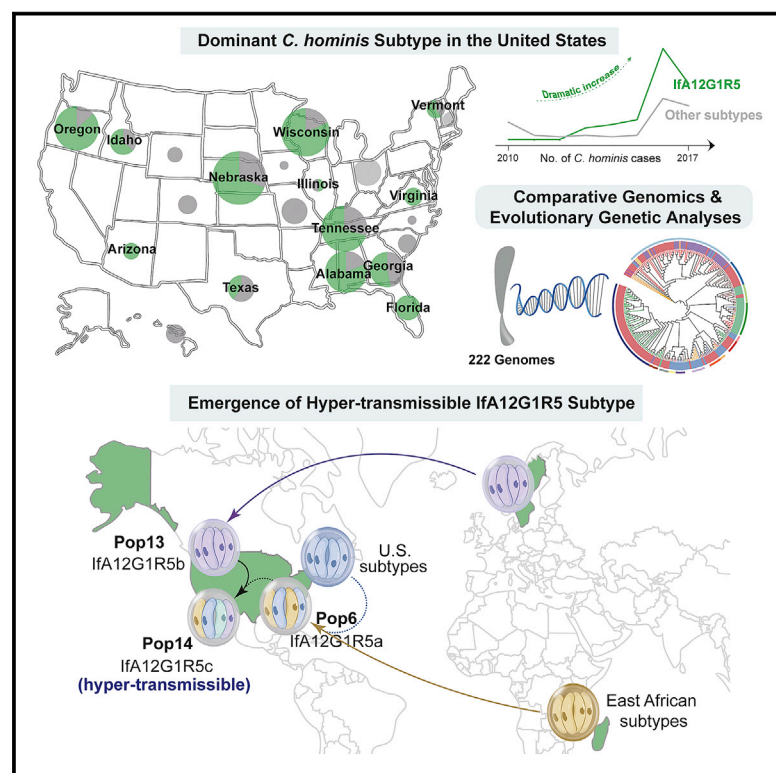 Dominant C. hominis Subtype in the United States
Oregon
Idaho
Wisconsin
Vermont
Nebraska
Illinois
Virginia
Tennessee
Arizona
Alabama
Georgia
Texas
Florida
Dramatic increase
IfA12G1R5
Other subtypes
2010
No. of C. hominis cases
2017
Comparative Genomics &
Evolutionary Genetic Analyses
222 Genomes
Emergence of Hyper-transmissible IfA12G1R5 Subtype
Pop13
IfA12G1R5b
U.S.
subtypes
Pop6
IfA12G1R5a
Pop14
IfA12G1R5c
(hyper-transmissible)
East African
subtypes